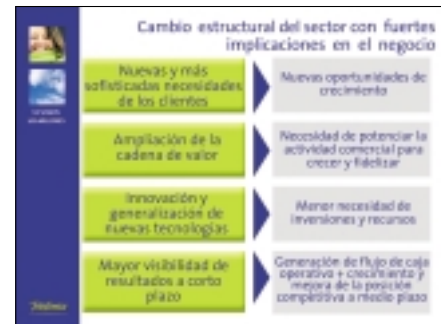 Cambio estructural del sector con fuertes
implicaciones en el negocio
Nuevas y más
sofisticadas necesidades
de los clientes
Nuevas oportunidades de
crecimiento
Ampliación de la
cadena de valor
Necesidad de potenciar la
actividad comercial para
crecer y fidelizar
Innovación y
generalización de
nuevas tecnologías
Menor necesidad de
inversiones y recursos
Mayor visibilidad de
resultados a corto
plazo
Generación de flujo de caja
operativo + crecimiento y
mejora de la posición
competitiva a medio plazo
Telefónica